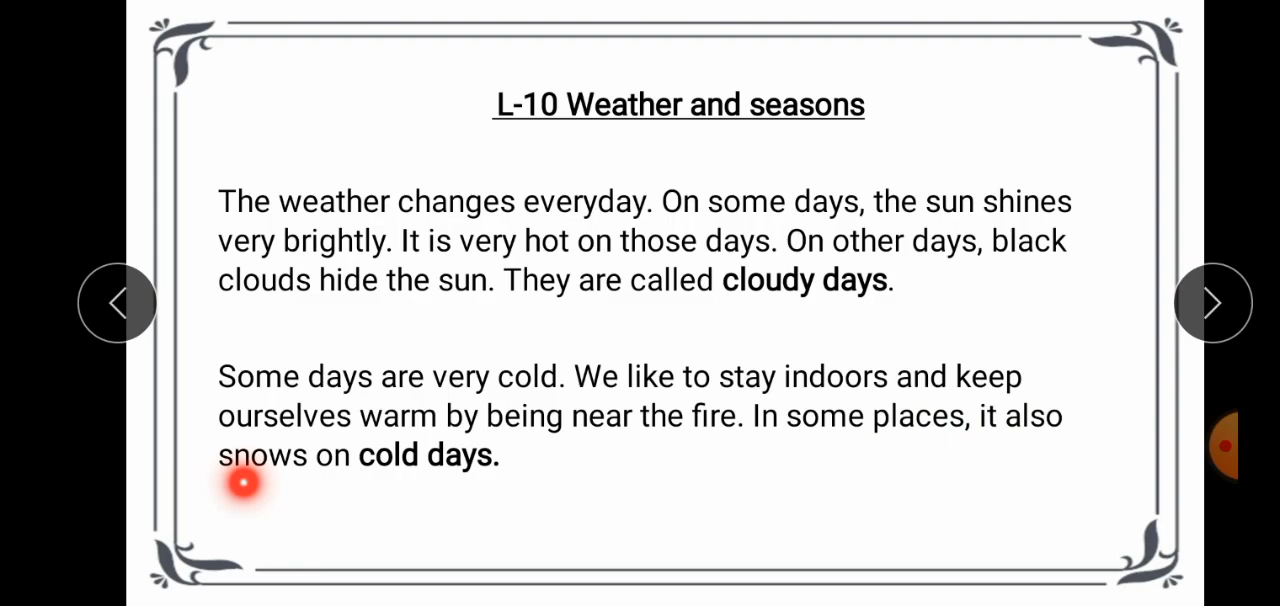 L-10 Weather and seasons
The weather changes everyday. On some days, the sun shines
very brightly. It is very hot on those days. On other days, black
clouds hide the sun. They are called cloudy days.
Some days are very cold. We like to stay indoors and keep
ourselves warm by being near the fire. In some places, it also
snows on cold days.